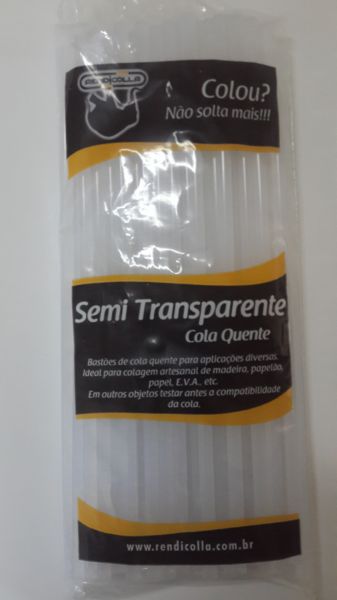 RENDICOLLA
Colou?
Não solta mais!!!
Semi Transparente
Cola Quente
Bastões de cola quente para aplicações diversas.
Ideal para colagem artesanal de madeira, papelão,
papel, E.V.A., etc.
Em outros objetos testar antes a compatibilidade
da cola.
www.rendicolla.com.br